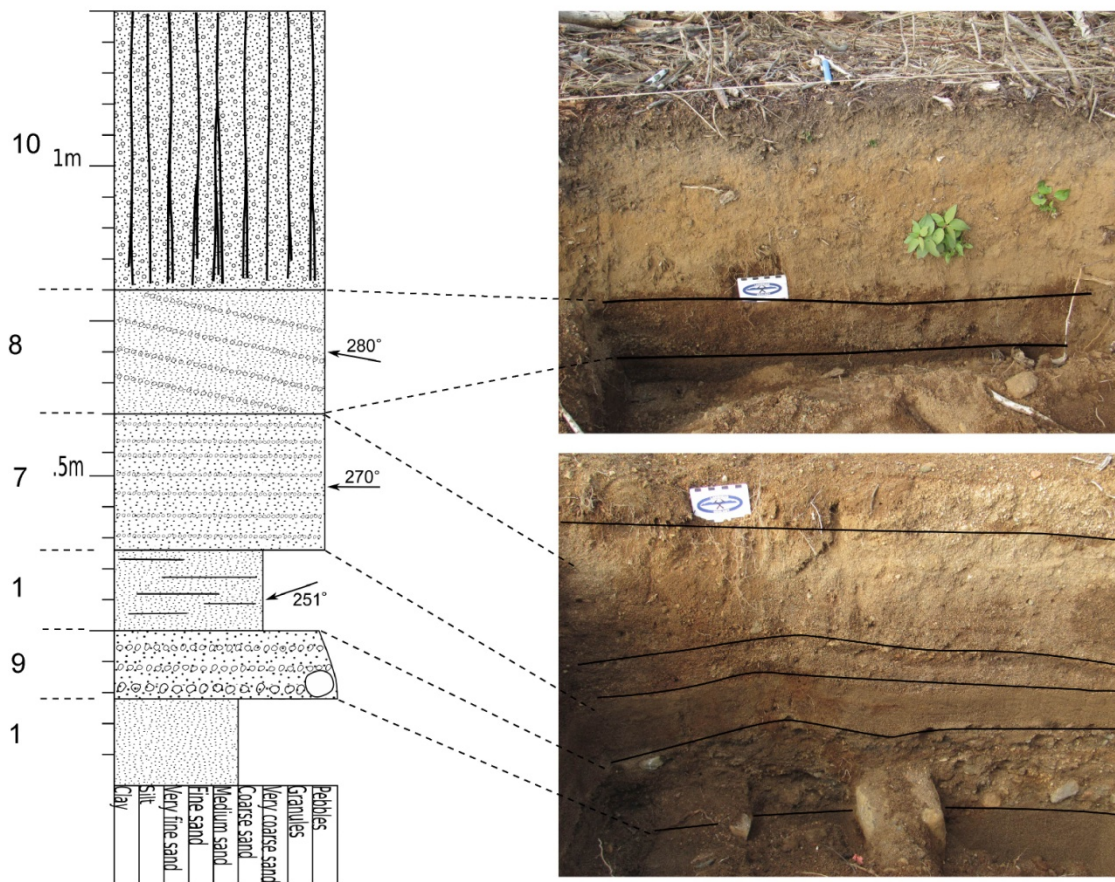 10
1m
8
280°
7
.5m
270°
1
251°
9
1
Clay
Silt
Very fine sand
Fine sand
Medium sand
Coarse sand
Very coarse sand
Granules
Pebbles